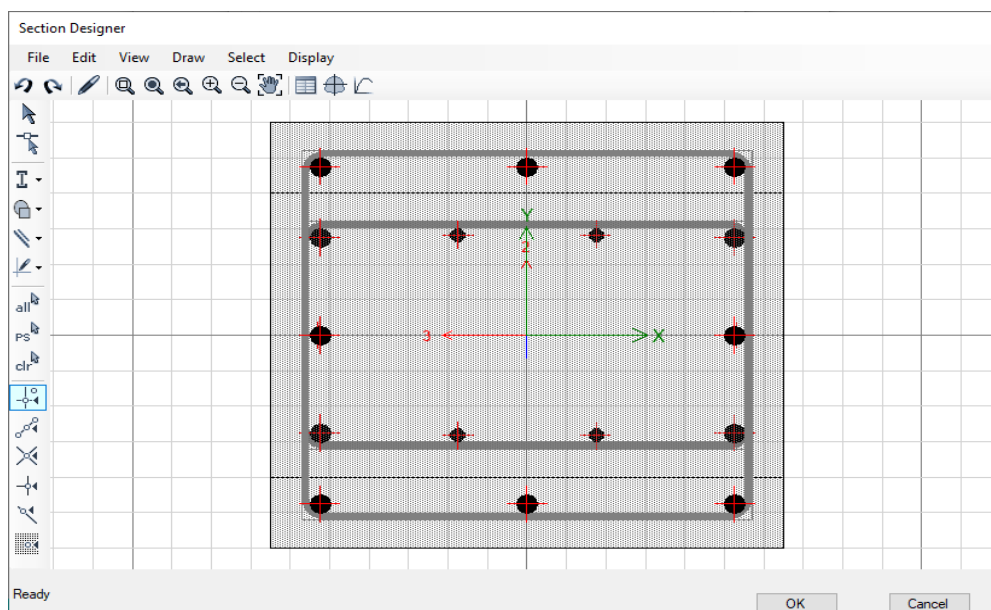 Section Designer
File Edit View Draw Select Display
all
PS
clr
Y
2
3
X
Ready
OK Cancel